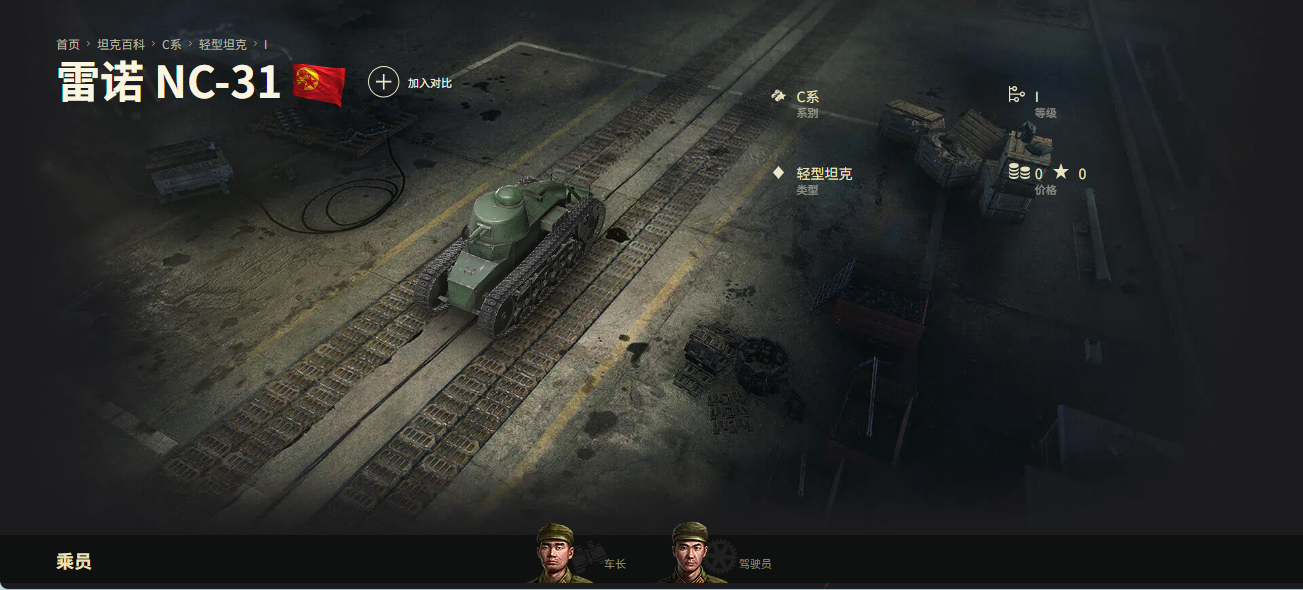 首页 › 坦克百科 › C系 › 轻型坦克 › I
雷诺 NC-31
加入对比
C系
系别
I
等级
轻型坦克
类型
0 0
价格
乘员
车长
驾驶员